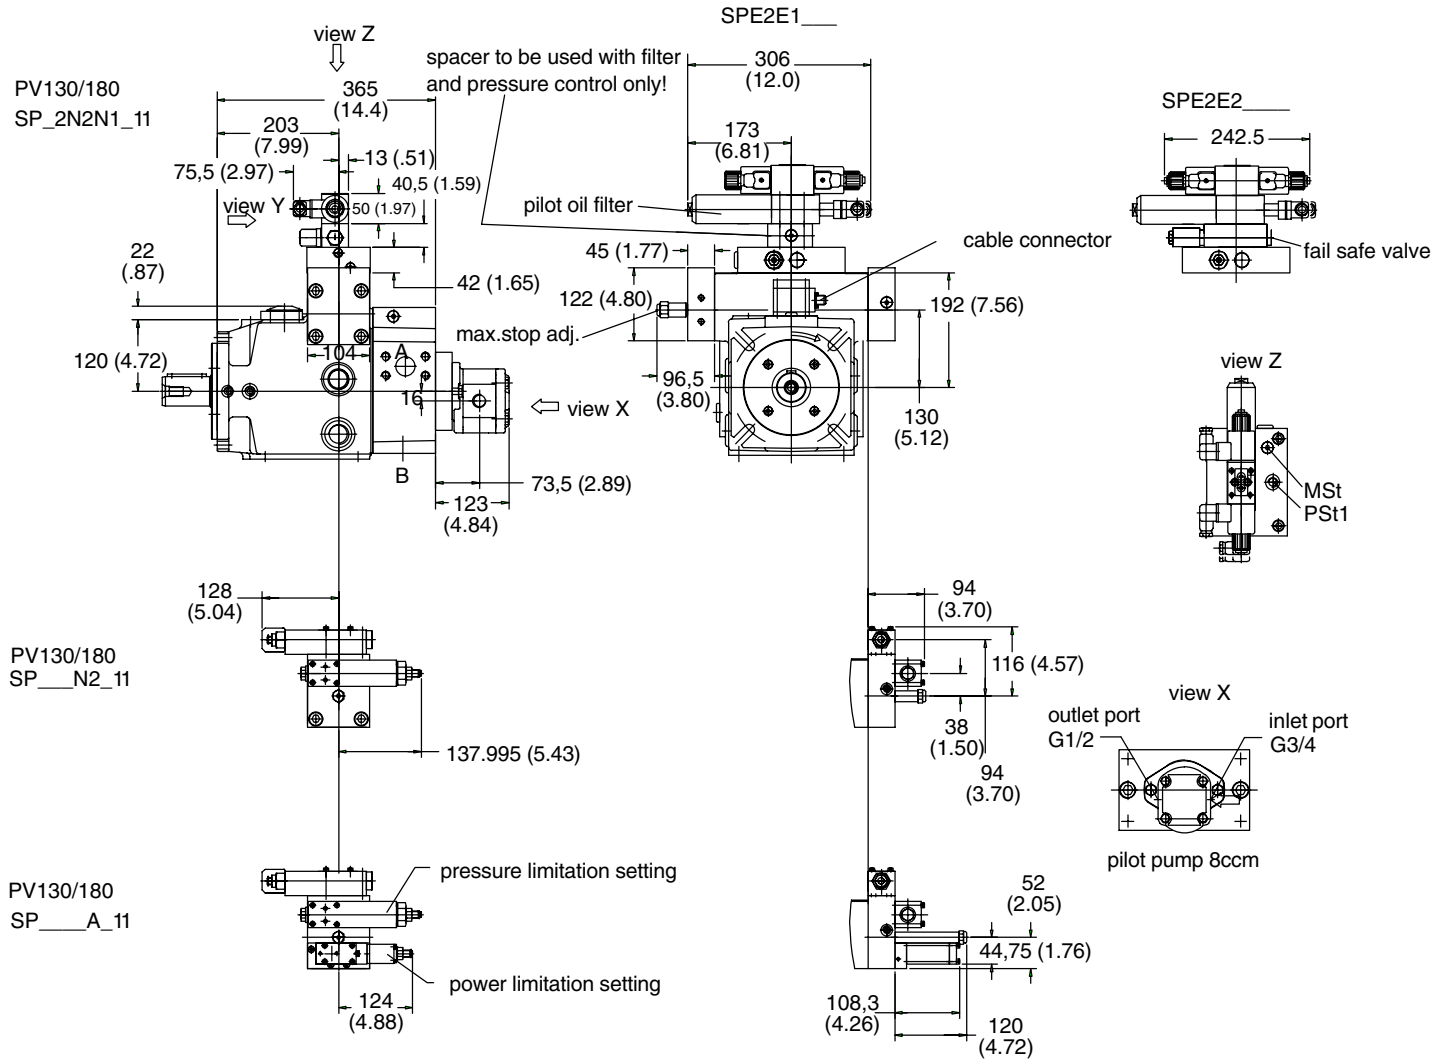 SPE2E1___
view Z
spacer to be used with filter
and pressure control only!
306
(12.0)
PV130/180
SP_2N2N1_11
365
(14.4)
SPE2E2____
203
(7.99)
173
(6.81)
242.5
13 (.51)
75,5 (2.97)
40,5 (1.59)
view Y
50 (1.97)
pilot oil filter
cable connector
fail safe valve
22
(.87)
45 (1.77)
42 (1.65)
122 (4.80)
192 (7.56)
max.stop adj.
104
A
120 (4.72)
view Z
96,5
(3.80)
16
view X
130
(5.12)
B
73,5 (2.89)
123
(4.84)
MSt
PSt1
128
(5.04)
94
(3.70)
PV130/180
SP___N2_11
116 (4.57)
view X
38
(1.50)
outlet port
G1/2
inlet port
G3/4
137.995 (5.43)
94
(3.70)
pilot pump 8ccm
pressure limitation setting
PV130/180
SP____A_11
52
(2.05)
44,75 (1.76)
power limitation setting
124
(4.88)
108,3
(4.26)
120
(4.72)